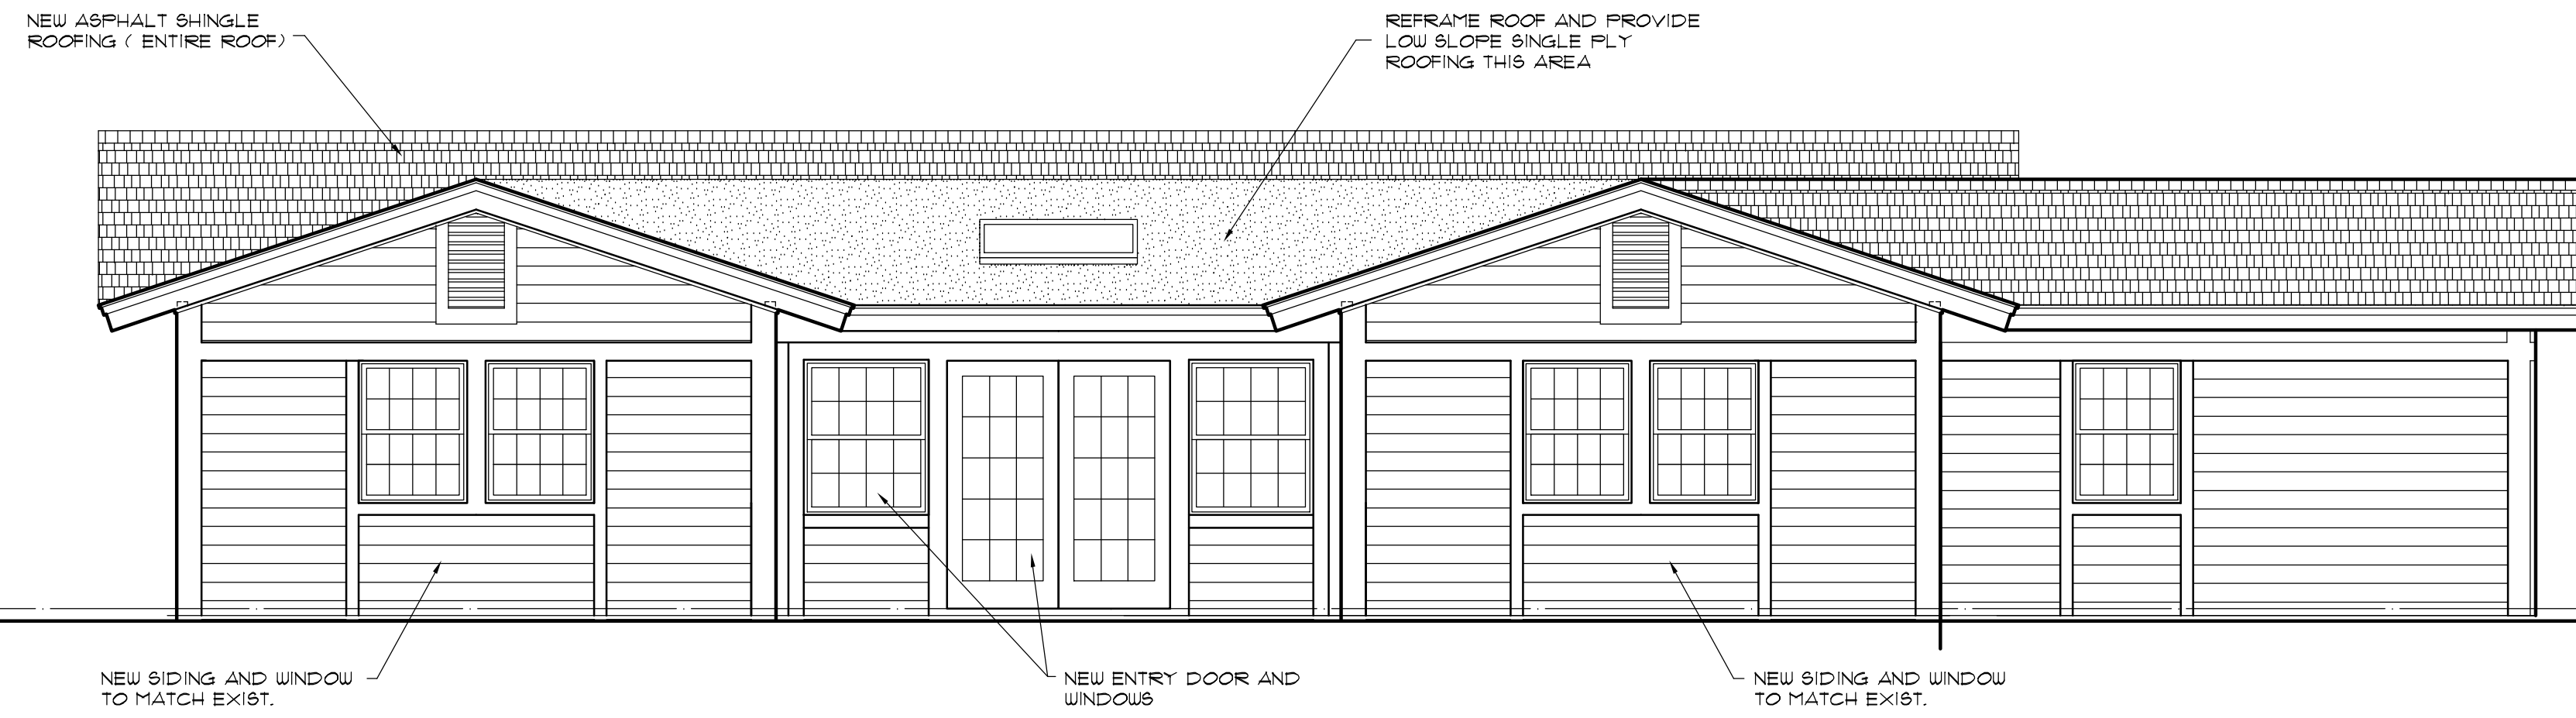 NEW ASPHALT SHINGLE
ROOFING ( ENTIRE ROOF)
REFRAME ROOF AND PROVIDE
LOW SLOPE SINGLE PLY
ROOFING THIS AREA
NEW SIDING AND WINDOW
TO MATCH EXIST.
NEW ENTRY DOOR AND
WINDOWS
NEW SIDING AND WINDOW
TO MATCH EXIST.